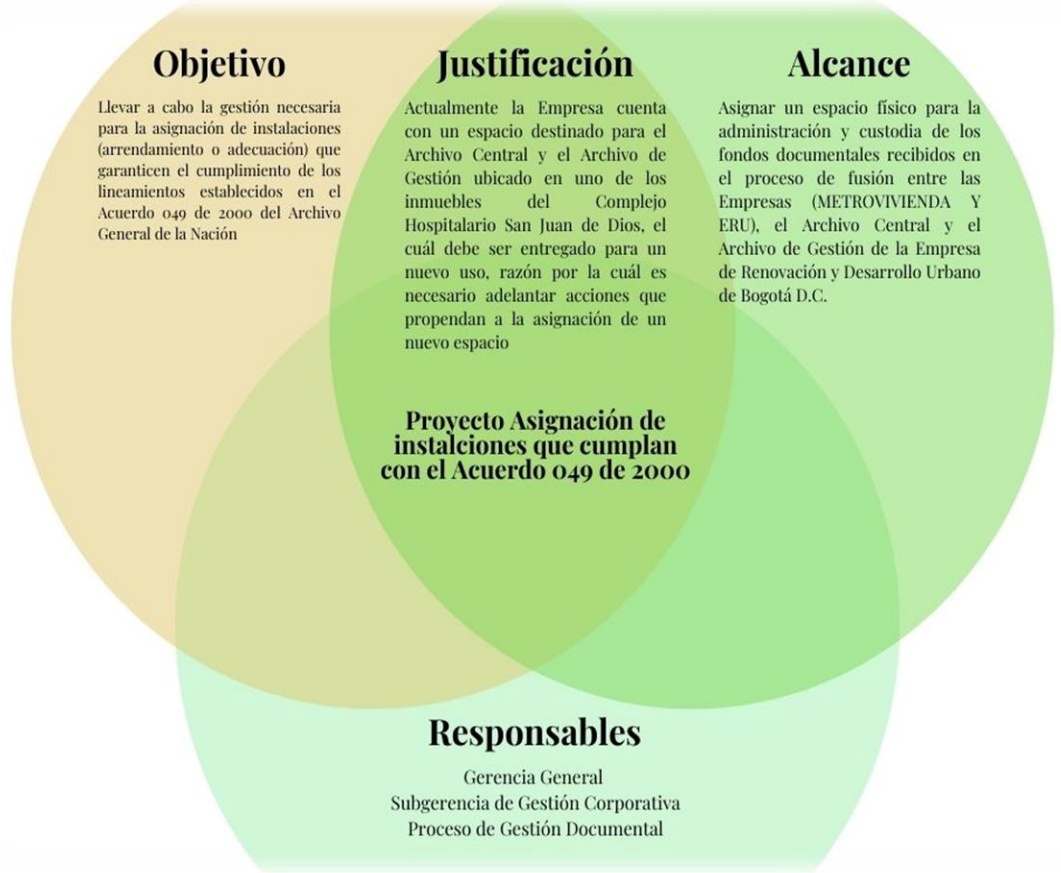 Objetivo
Llevar a cabo la gestión necesaria
para la asignación de instalaciones
(arrendamiento o adecuación) que
garanticen el cumplimiento de los
lineamientos establecidos en el
Acuerdo 049 de 2000 del Archivo
General de la Nación
Justificación
Actualmente la Empresa cuenta
con un espacio destinado para el
Archivo Central y el Archivo de
Gestión ubicado en uno de los
inmuebles del Complejo
Hospitalario San Juan de Dios, el
cuál debe ser entregado para un
nuevo uso, razón por la cuál es
necesario adelantar acciones que
propendan a la asignación de un
nuevo espacio
Alcance
Asignar un espacio físico para la
administración y custodia de los
fondos documentales recibidos en
el proceso de fusión entre las
Empresas (METROVIVIENDA Y
ERU), el Archivo Central y el
Archivo de Gestión de la Empresa
de Renovación y Desarrollo Urbano
de Bogotá D.C.
Proyecto Asignación de
instalciones que cumplan
con el Acuerdo 049 de 2000
Responsables
Gerencia General
Subgerencia de Gestión Corporativa
Proceso de Gestión Documental